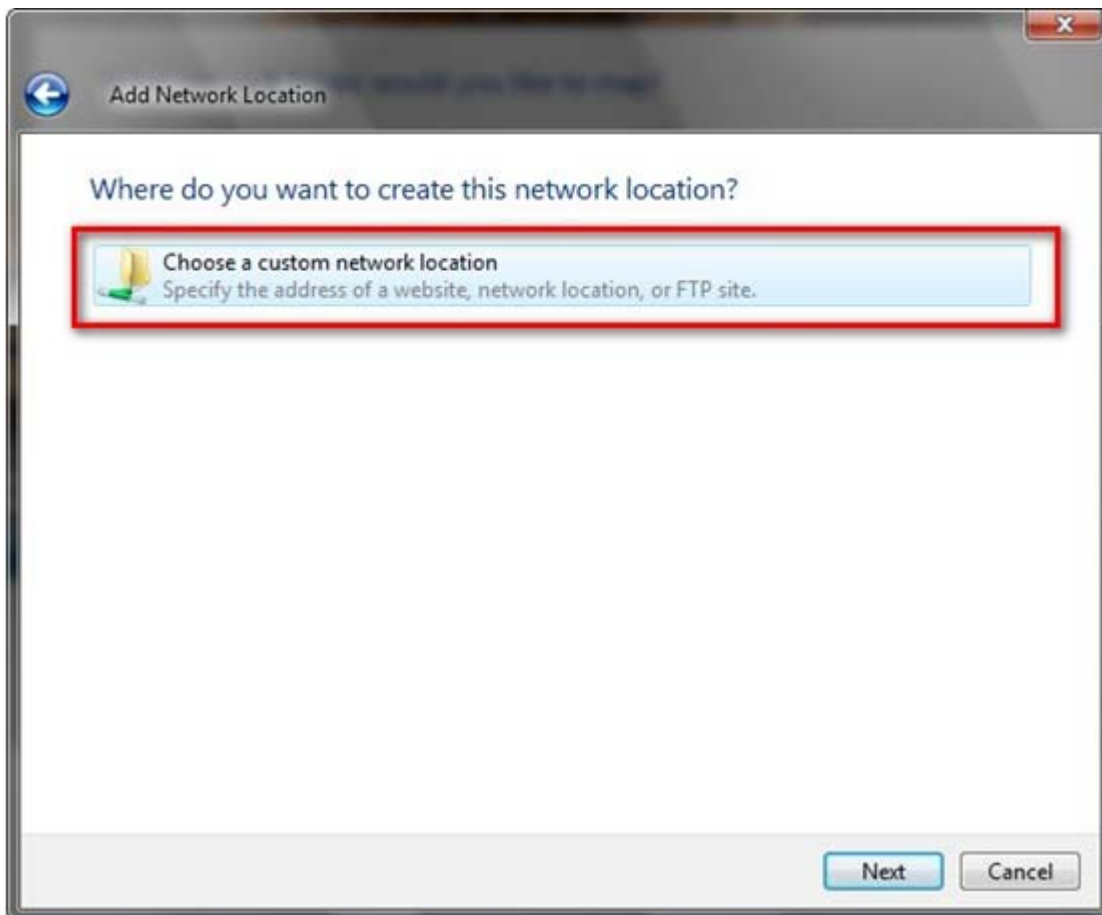 Add Network Location
Where do you want to create this network location?
Choose a custom network location
Specify the address of a website, network location, or FTP site.
Next Cancel